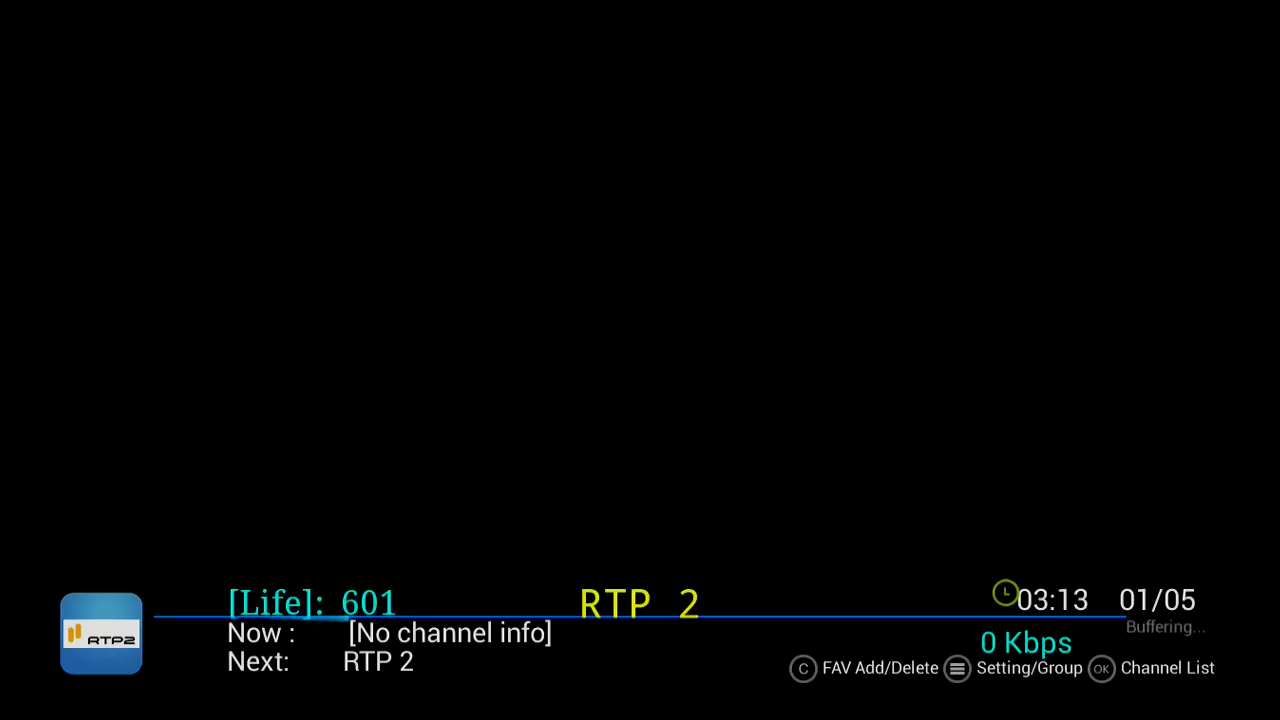 [Life]: 601 RTP 2 03:13 01/05
RTP2
Now : [No channel info] Buffering...
0 Kbps
Next: RTP 2
C FAV Add/Delete Setting/Group OK Channel List